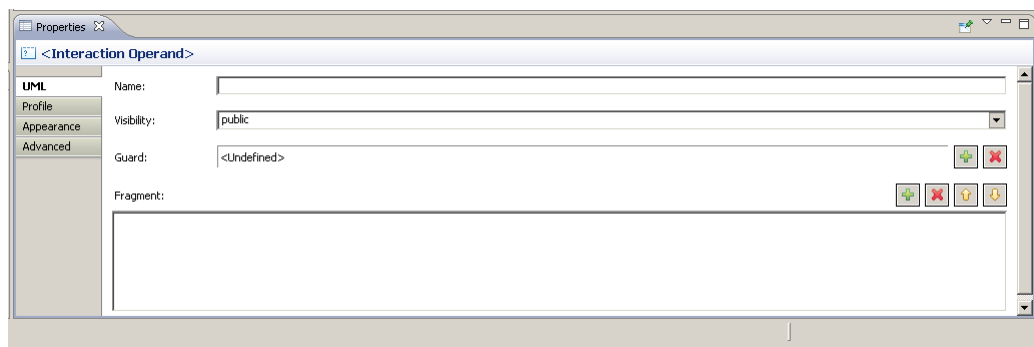 Properties
<Interaction Operand>
UML
Profile
Appearance
Advanced
Name:
Visibility: public
Guard: <Undefined>
Fragment: